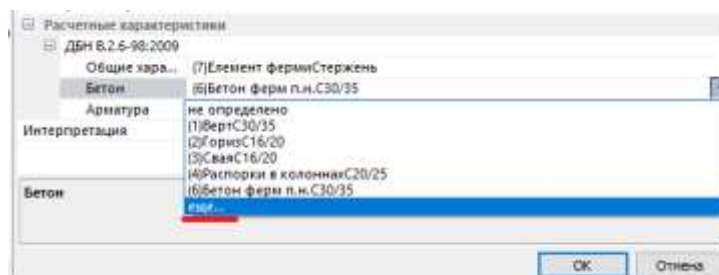 Расчетные характеристики
ДБН В.2.6-98:2009
Общие хара... (7)Елемент фермиСтержень
Бетон (6)Бетон ферм п.н.С30/35
Арматура не определено
(1)ВертС30/35
Интерпретация
(2)ГоризС16/20
(3)СваяС16/20
(4)Распорки в колоннахС20/25
(6)Бетон ферм п.н.С30/35
Бетон
еще...
OK Отмена